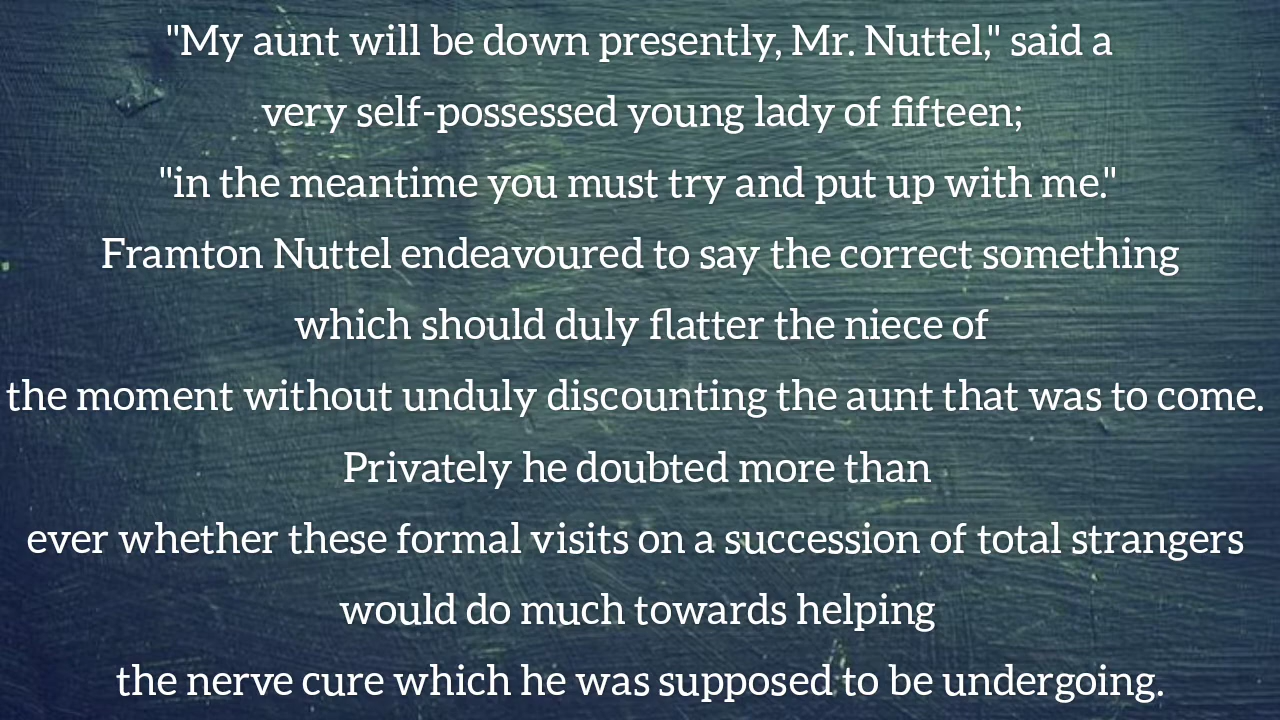 "My aunt will be down presently, Mr. Nuttel," said a
very self-possessed young lady of fifteen;
"in the meantime you must try and put up with me."
Framton Nuttel endeavoured to say the correct something
which should duly flatter the niece of
the moment without unduly discounting the aunt that was to come.
Privately he doubted more than
ever whether these formal visits on a succession of total strangers
would do much towards helping
the nerve cure which he was supposed to be undergoing.